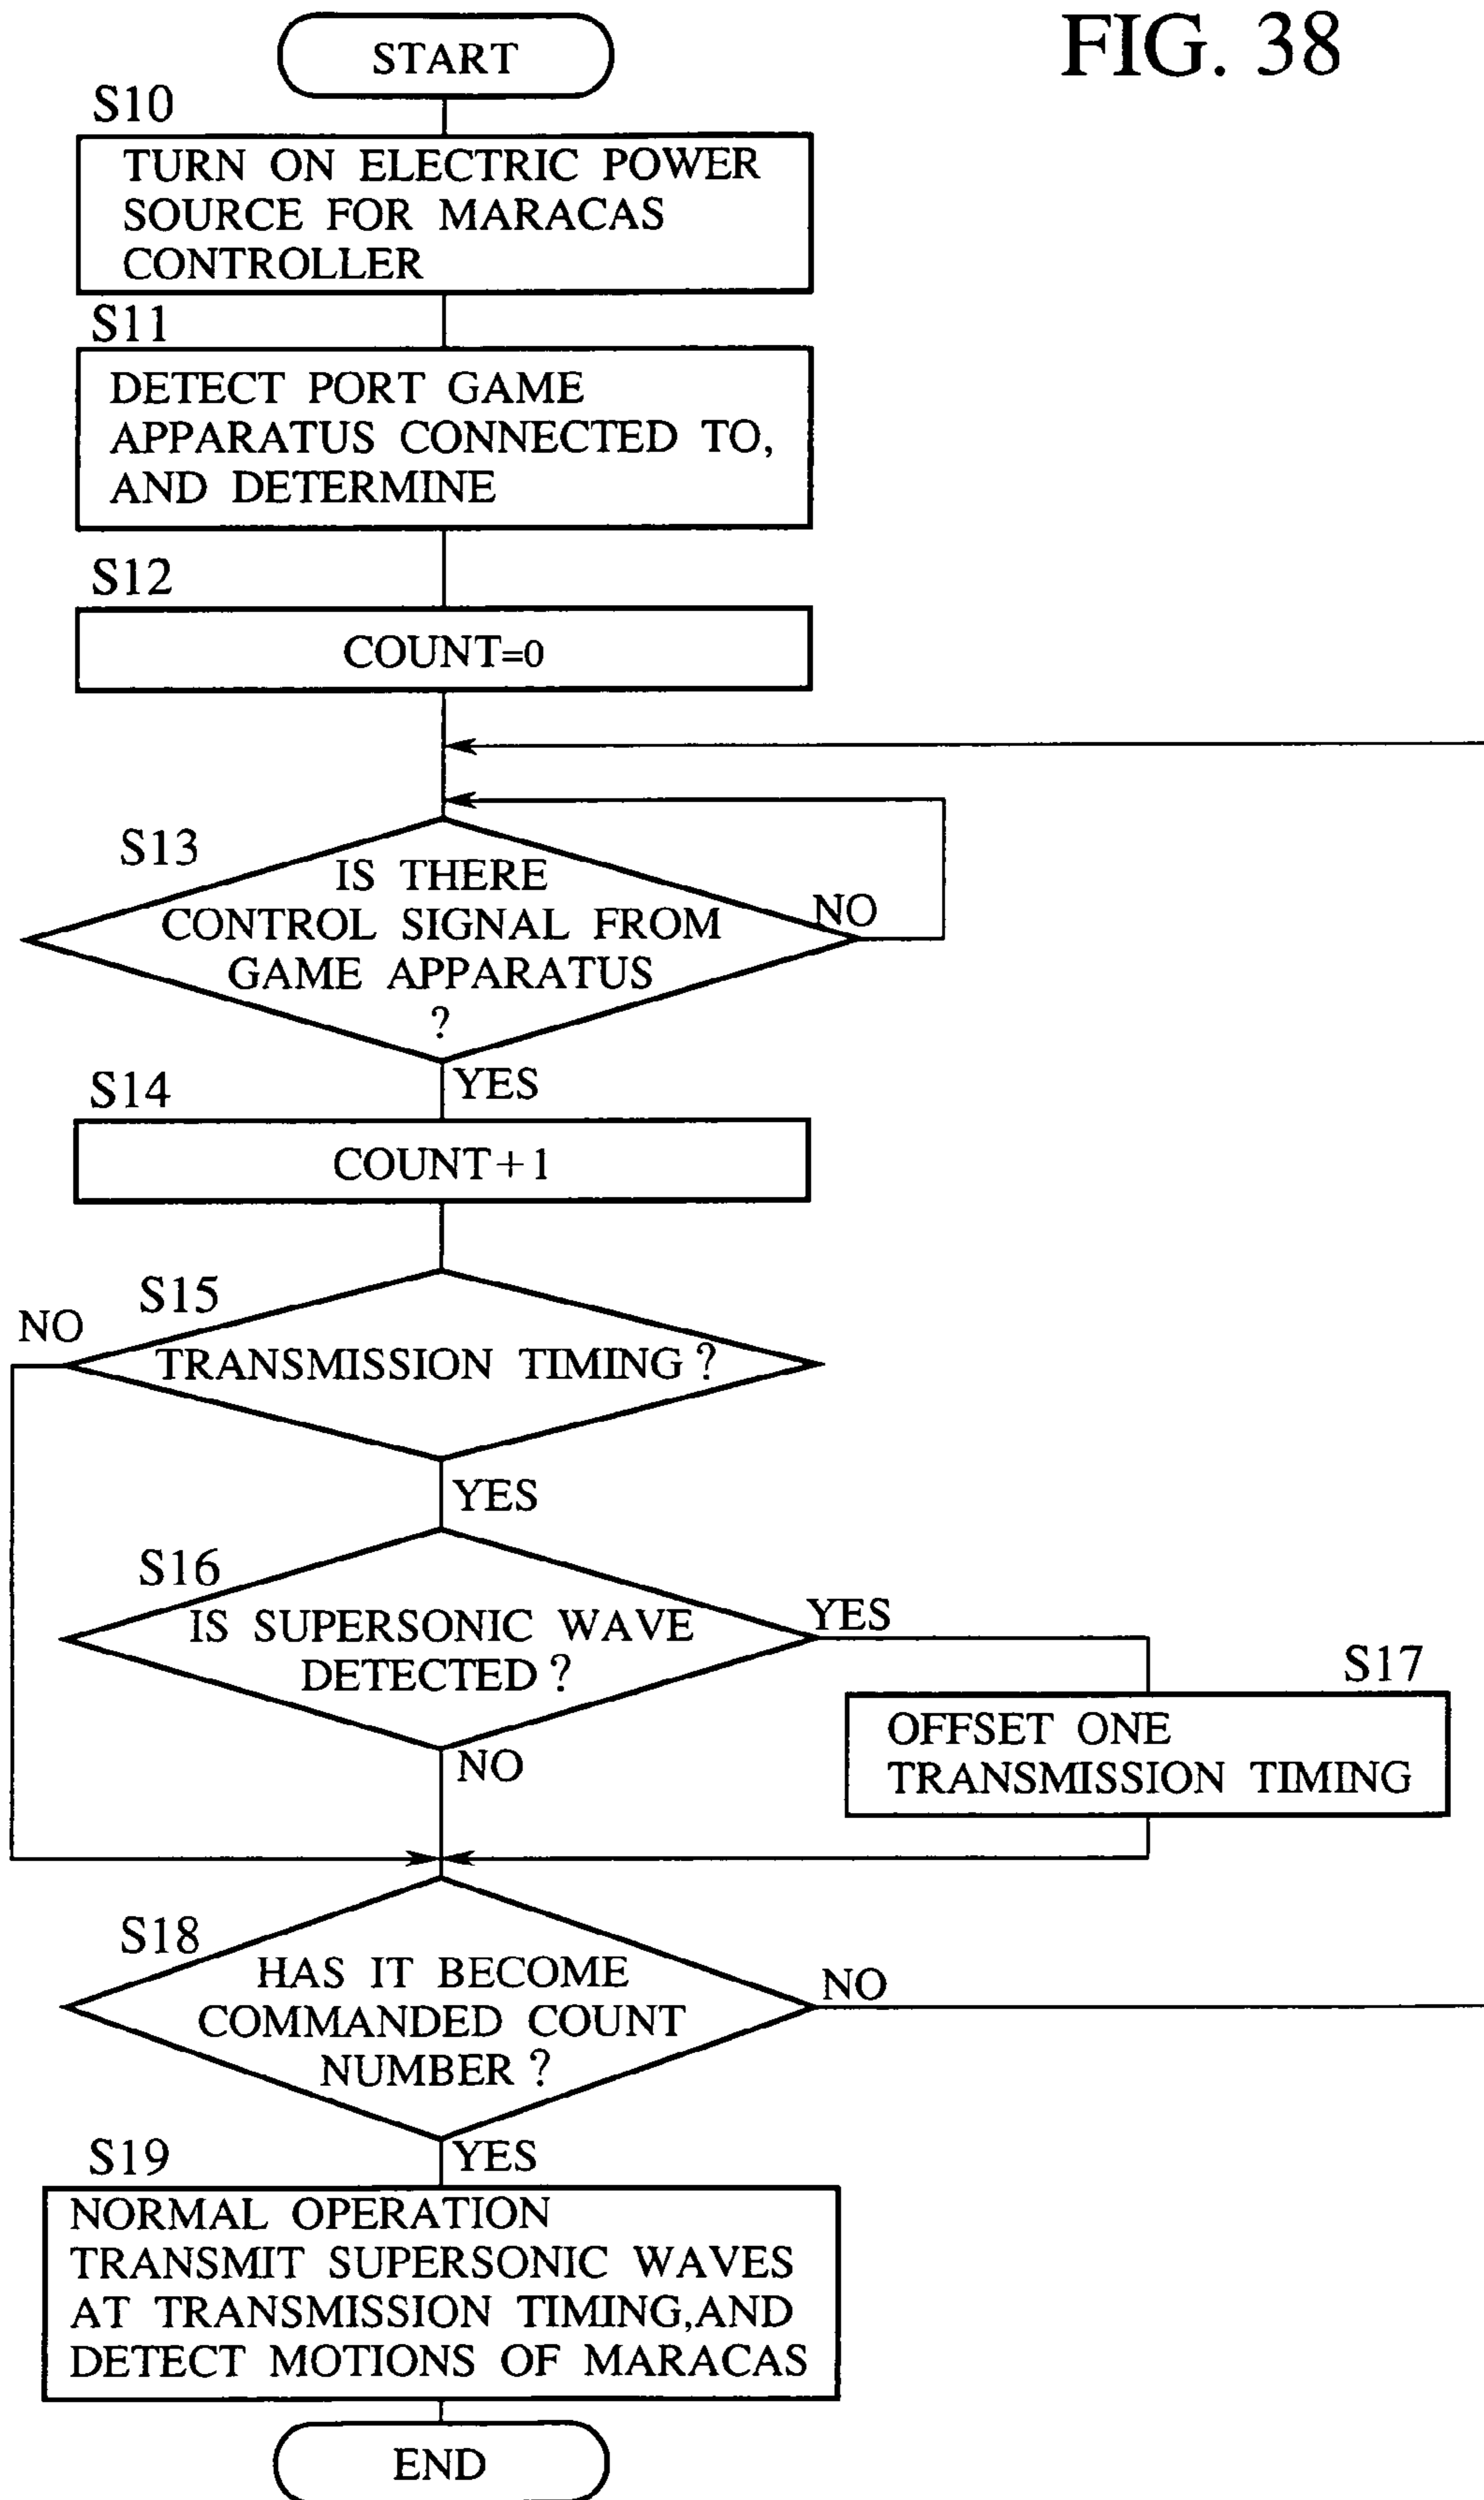 FIG. 38
START
S10
TURN ON ELECTRIC POWER
SOURCE FOR MARACAS
CONTROLLER
S11
DETECT PORT GAME
APPARATUS CONNECTED TO,
AND DETERMINE
S12
COUNT=0
S13
IS THERE
CONTROL SIGNAL FROM
GAME APPARATUS
?
NO
YES
S14
COUNT+1
S15
NO
TRANSMISSION TIMING?
YES
S16
IS SUPERSONIC WAVE
DETECTED?
YES
NO
S17
OFFSET ONE
TRANSMISSION TIMING
S18
HAS IT BECOME
COMMANDED COUNT
NUMBER?
NO
YES
S19
NORMAL OPERATION
TRANSMIT SUPERSONIC WAVES
AT TRANSMISSION TIMING,AND
DETECT MOTIONS OF MARACAS
END